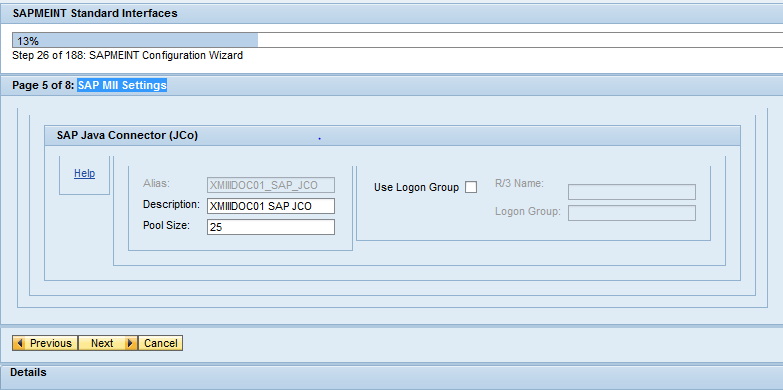 SAPMEINT Standard Interfaces
13%
Step 26 of 188: SAPMEINT Configuration Wizard
Page 5 of 8: SAP MII Settings
SAP Java Connector (JCo)
Help
Alias: XMIIIDOC01_SAP_JCO
Description: XMIIIDOC01 SAP JCO
Pool Size: 25
Use Logon Group
R/3 Name:
Logon Group:
Previous Next Cancel
Details